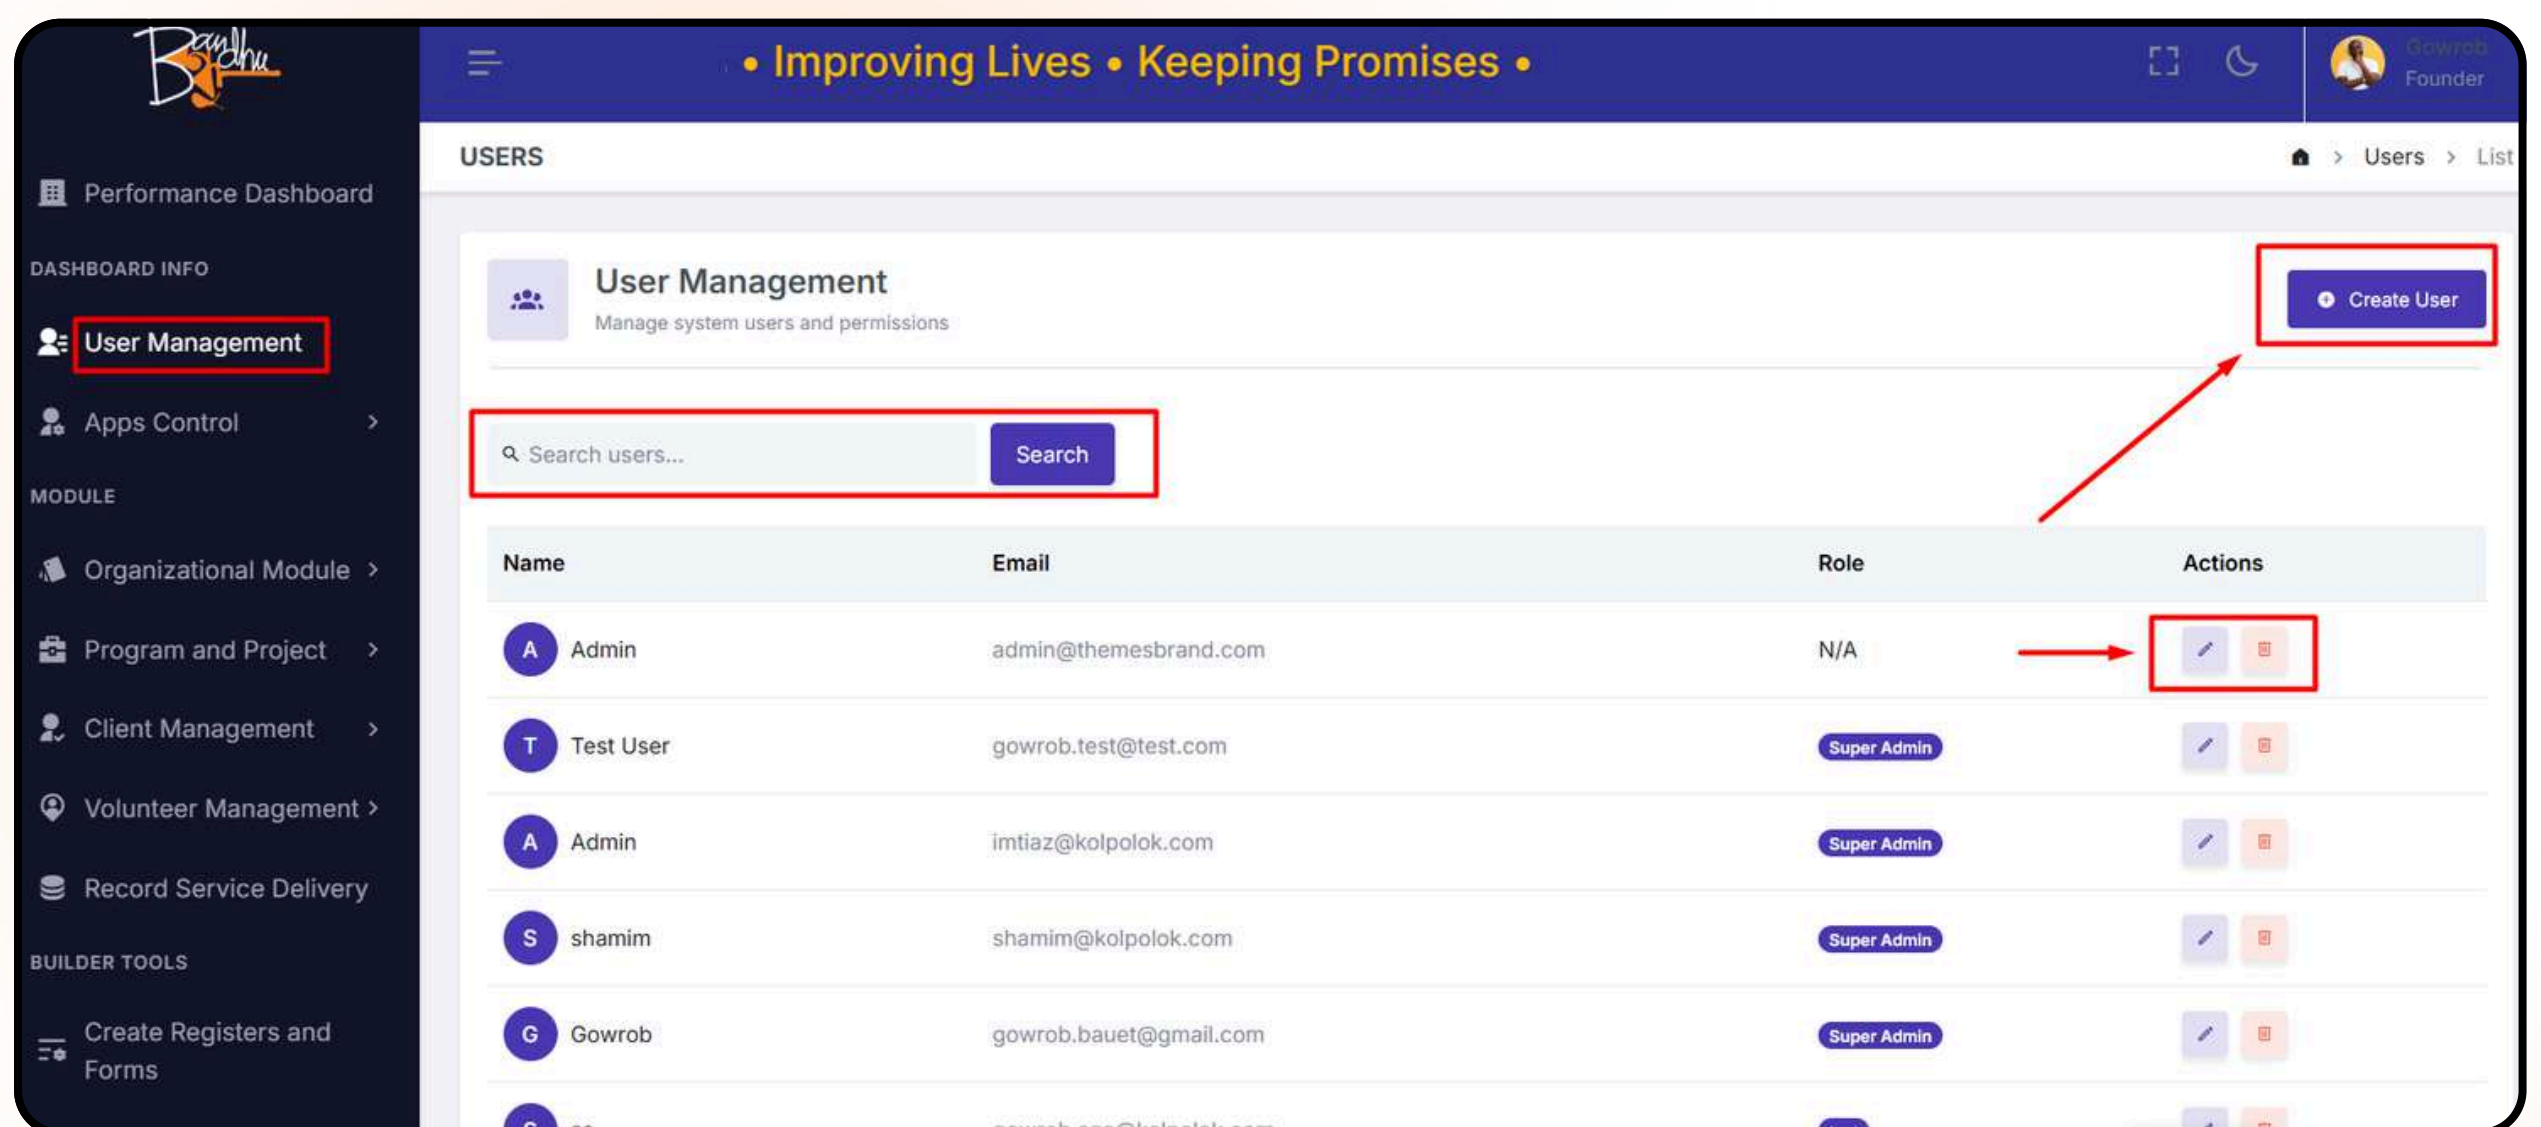 Bandhu
• Improving Lives • Keeping Promises •
Gowrob
Founder
USERS
Users > List
Performance Dashboard
DASHBOARD INFO
User Management
Apps Control
MODULE
Organizational Module
Program and Project
Client Management
Volunteer Management
Record Service Delivery
BUILDER TOOLS
Create Registers and
Forms
User Management
Manage system users and permissions
Create User
Search users...
Search
Name Email Role Actions
A Admin admin@themesbrand.com N/A
T Test User gowrob.test@test.com Super Admin
A Admin imtiaz@kolpolok.com Super Admin
S shamim shamim@kolpolok.com Super Admin
G Gowrob gowrob.bauet@gmail.com Super Admin